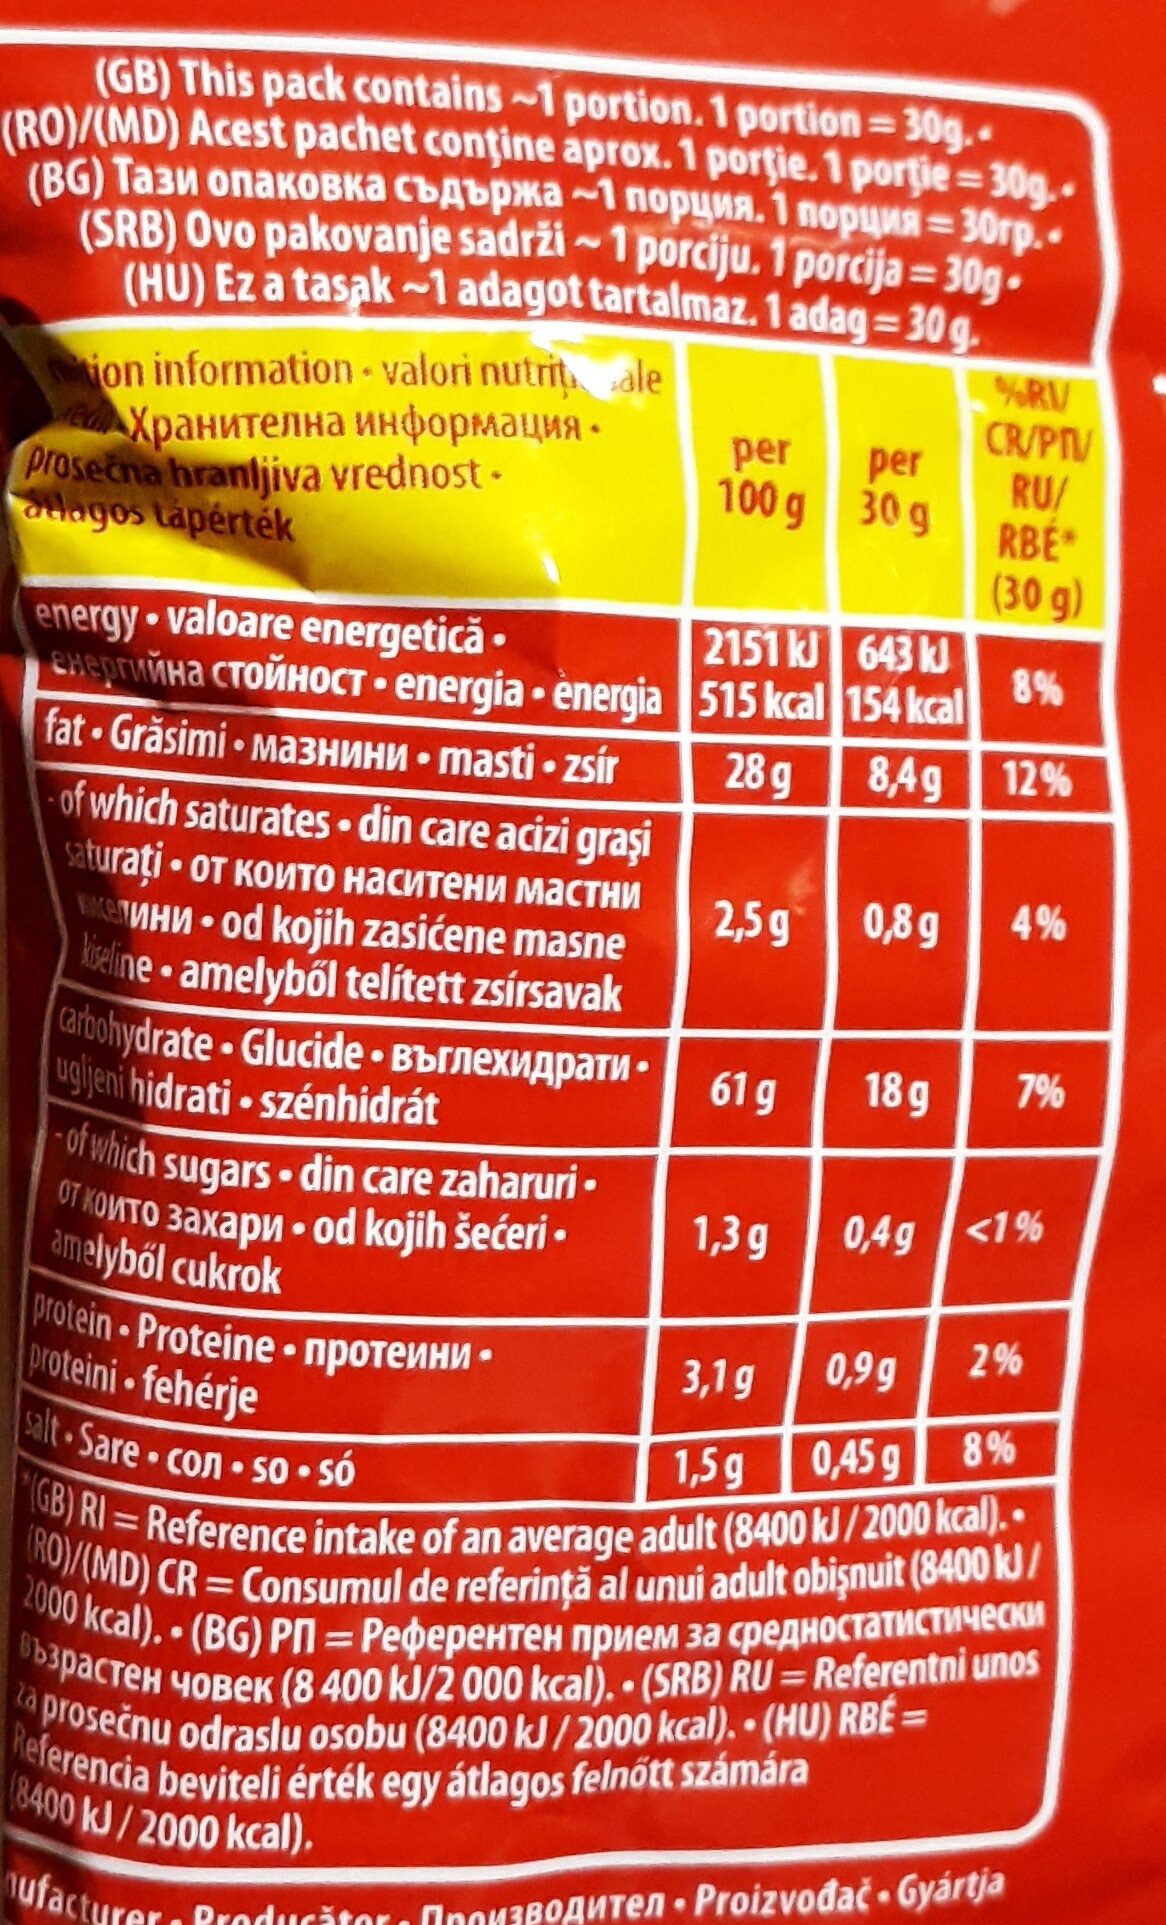 (GB) This pack contains ~1 portion. 1 portion = 30g. •
(RO)/(MD) Acest pachet conține aprox. 1 porție. 1 porție = 30g. •
(BG) Тази опаковка съдържа ~1 порция. 1 порция = 30гр. •
(SRB) Ovo pakovanje sadrži ~ 1 porciju. 1 porcija = 30g •
(HU) Ez a tasak ~1 adagot tartalmaz. 1 adag = 30 g.
information • valori
Хранителна информация •
prosečna hranljiva vrednost •
átlagos tápérték
per 100 g
per 30 g
%RI/
CR/РП/
RU/
RBÉ*
(30 g)
energy • valoare energetică •
енергийна стойност • energia • energia
2151 kJ 643 kJ
515 kcal 154 kcal
8%
fat • Grăsimi • мазнини • masti • zsír 28 g 8,4 g 12%
- of which saturates • din care acizi grași
saturați • от които наситени мастни
киселини • od kojih zasićene masne
kiseline • amelyből telített zsírsavak
2,5 g 0,8 g 4%
carbohydrate • Glucide • въглехидрати •
ugljeni hidrati • szénhidrát
61 g 18 g 7%
- of which sugars • din care zaharuri •
от които захари • od kojih šećeri •
amelyből cukrok
1,3 g 0,4 g <1%
protein • Proteine • протеини •
proteini • fehérje
3,1 g 0,9 g 2%
salt • Sare • сол • so • só 1,5 g 0,45 g 8%
*(GB) RI = Reference intake of an average adult (8400 kJ / 2000 kcal). •
(RO)/(MD) CR = Consumul de referință al unui adult obișnuit (8400 kJ /
2000 kcal). • (BG) РП = Референтен прием за средностатистически
възрастен човек (8 400 kJ/2 000 kcal). • (SRB) RU = Referentni unos
za prosečnu odraslu osobu (8400 kJ / 2000 kcal). • (HU) RBÉ =
Referencia beviteli érték egy átlagos felnőtt számára
(8400 kJ / 2000 kcal).
Producător • Производител • Proizvođač • Gyártja